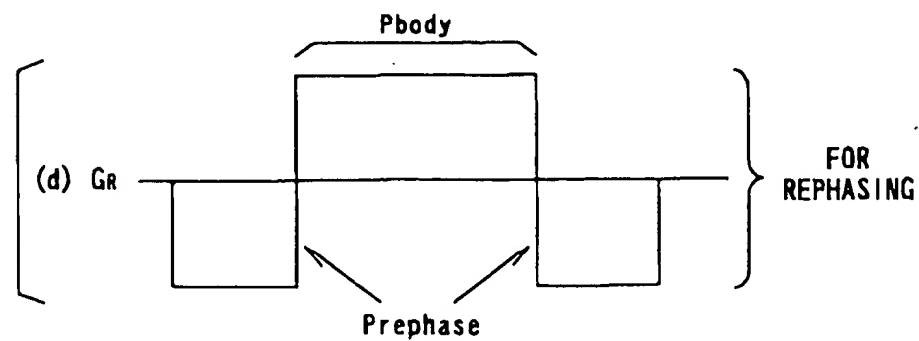 Pbody
(d) GR
FOR
REPHASING
Prephase